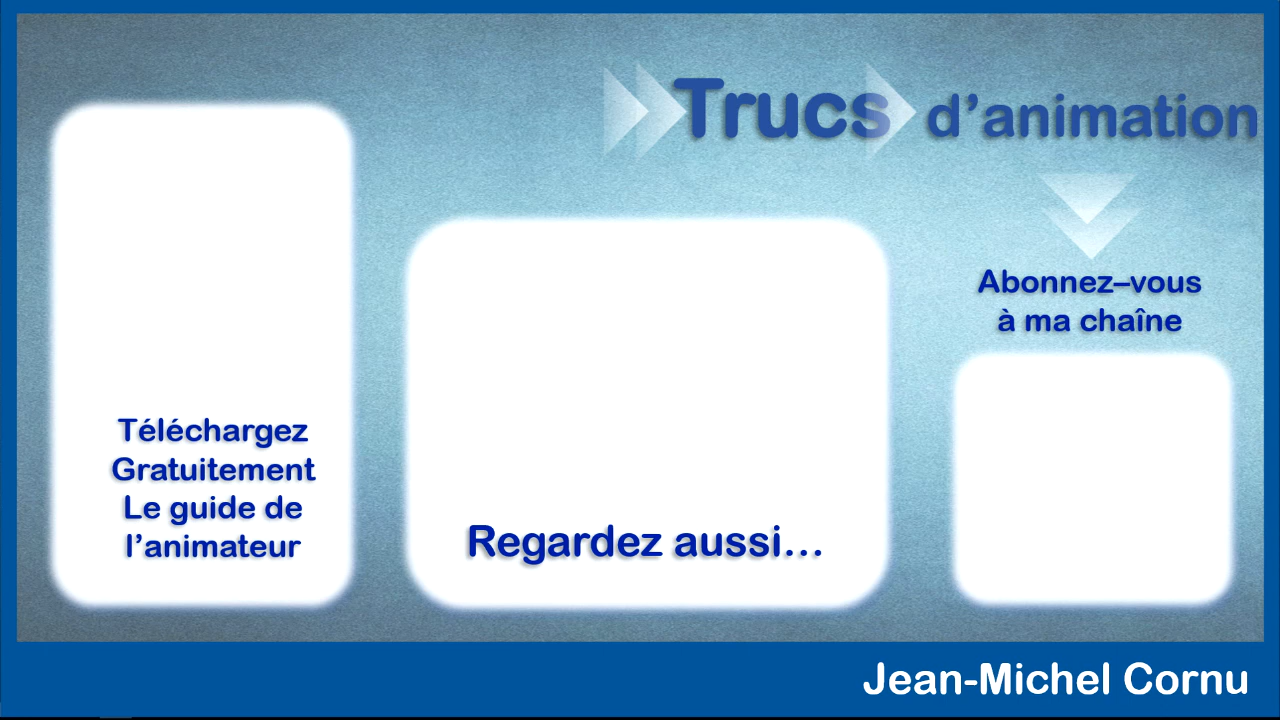 Trucs d’animation
Abonnez–vous
à ma chaîne
Téléchargez
Gratuitement
Le guide de
l’animateur
Regardez aussi...
Jean-Michel Cornu